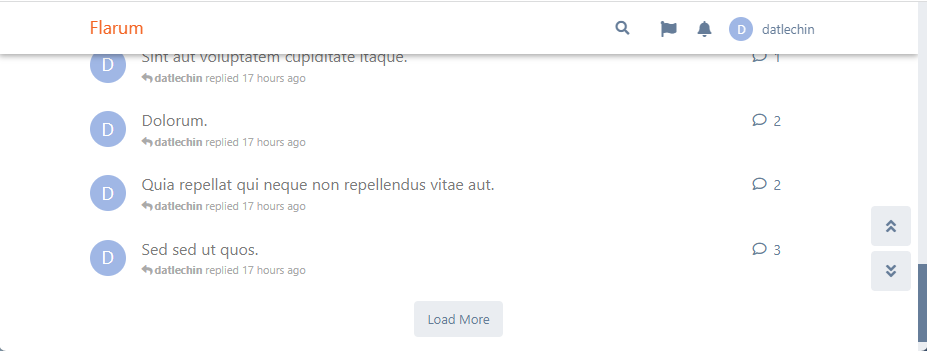 Flarum
D datlechin
Sint aut voluptatem cupiditate itaque.
1
D
datlechin replied 17 hours ago
Dolorum.
2
D
datlechin replied 17 hours ago
Quia repellat qui neque non repellendus vitae aut.
2
D
datlechin replied 17 hours ago
Sed sed ut quos.
3
D
datlechin replied 17 hours ago
Load More